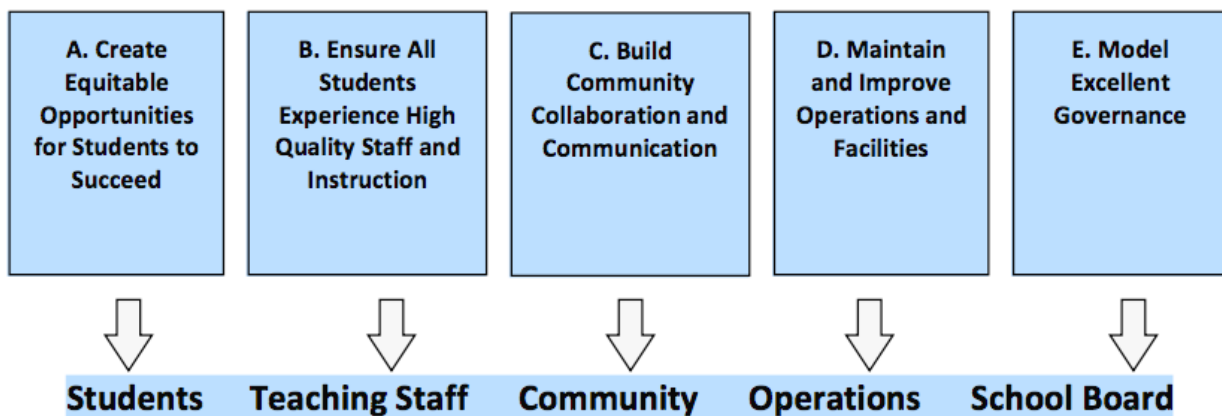 A. Create
Equitable
Opportunities
for Students to
Succeed
B. Ensure All
Students
Experience High
Quality Staff and
Instruction
C. Build
Community
Collaboration and
Communication
D. Maintain
and Improve
Operations and
Facilities
E. Model
Excellent
Governance
Students Teaching Staff Community Operations School Board